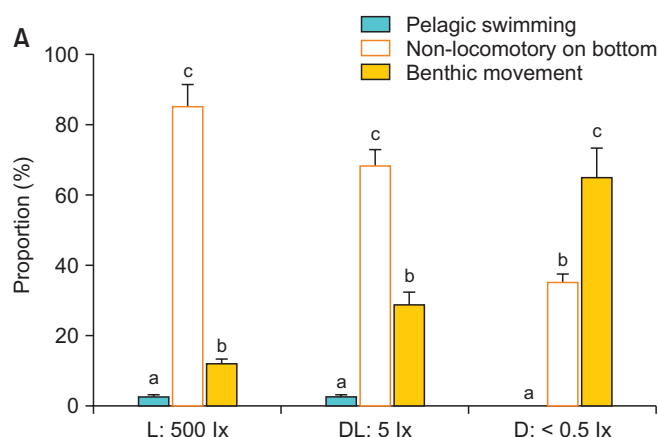 A
Pelagic swimming
Non-locomotory on bottom
Benthic movement
Proportion (%)
100
80
60
40
20
0
a
c
b
a
c
b
a
b
c
L: 500 lx
DL: 5 lx
D: < 0.5 lx